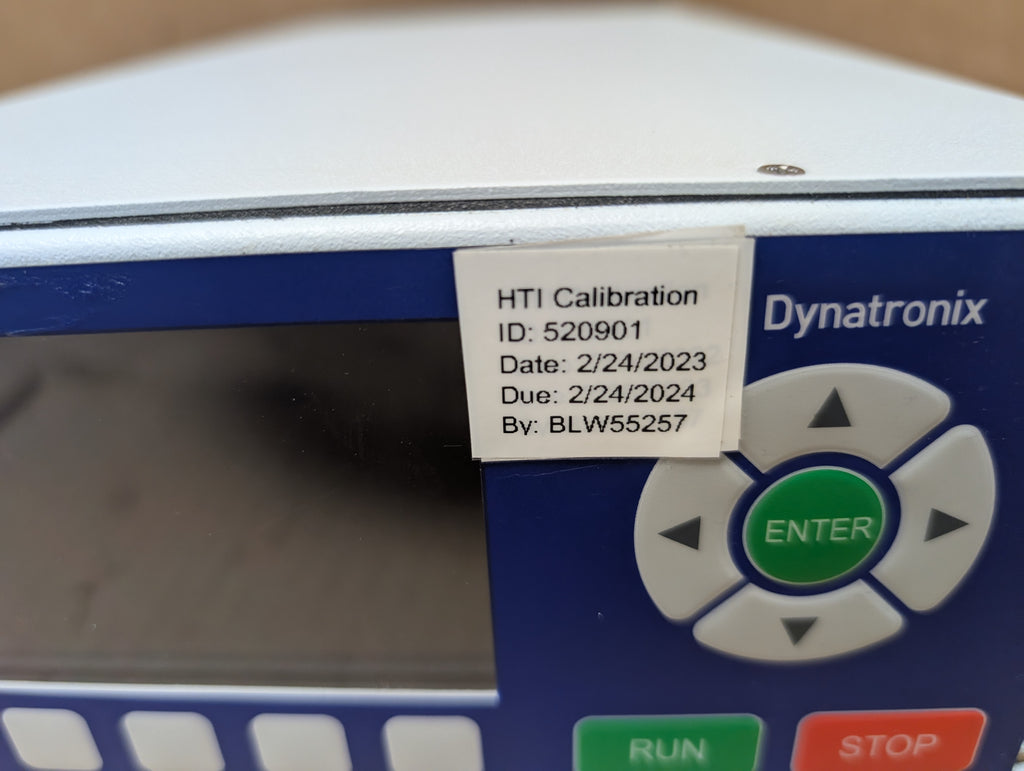 HTI Calibration
ID: 520901
Date: 2/24/2023
Due: 2/24/2024
By: BLW55257
Dynatronix
ENTER
RUN
STOP